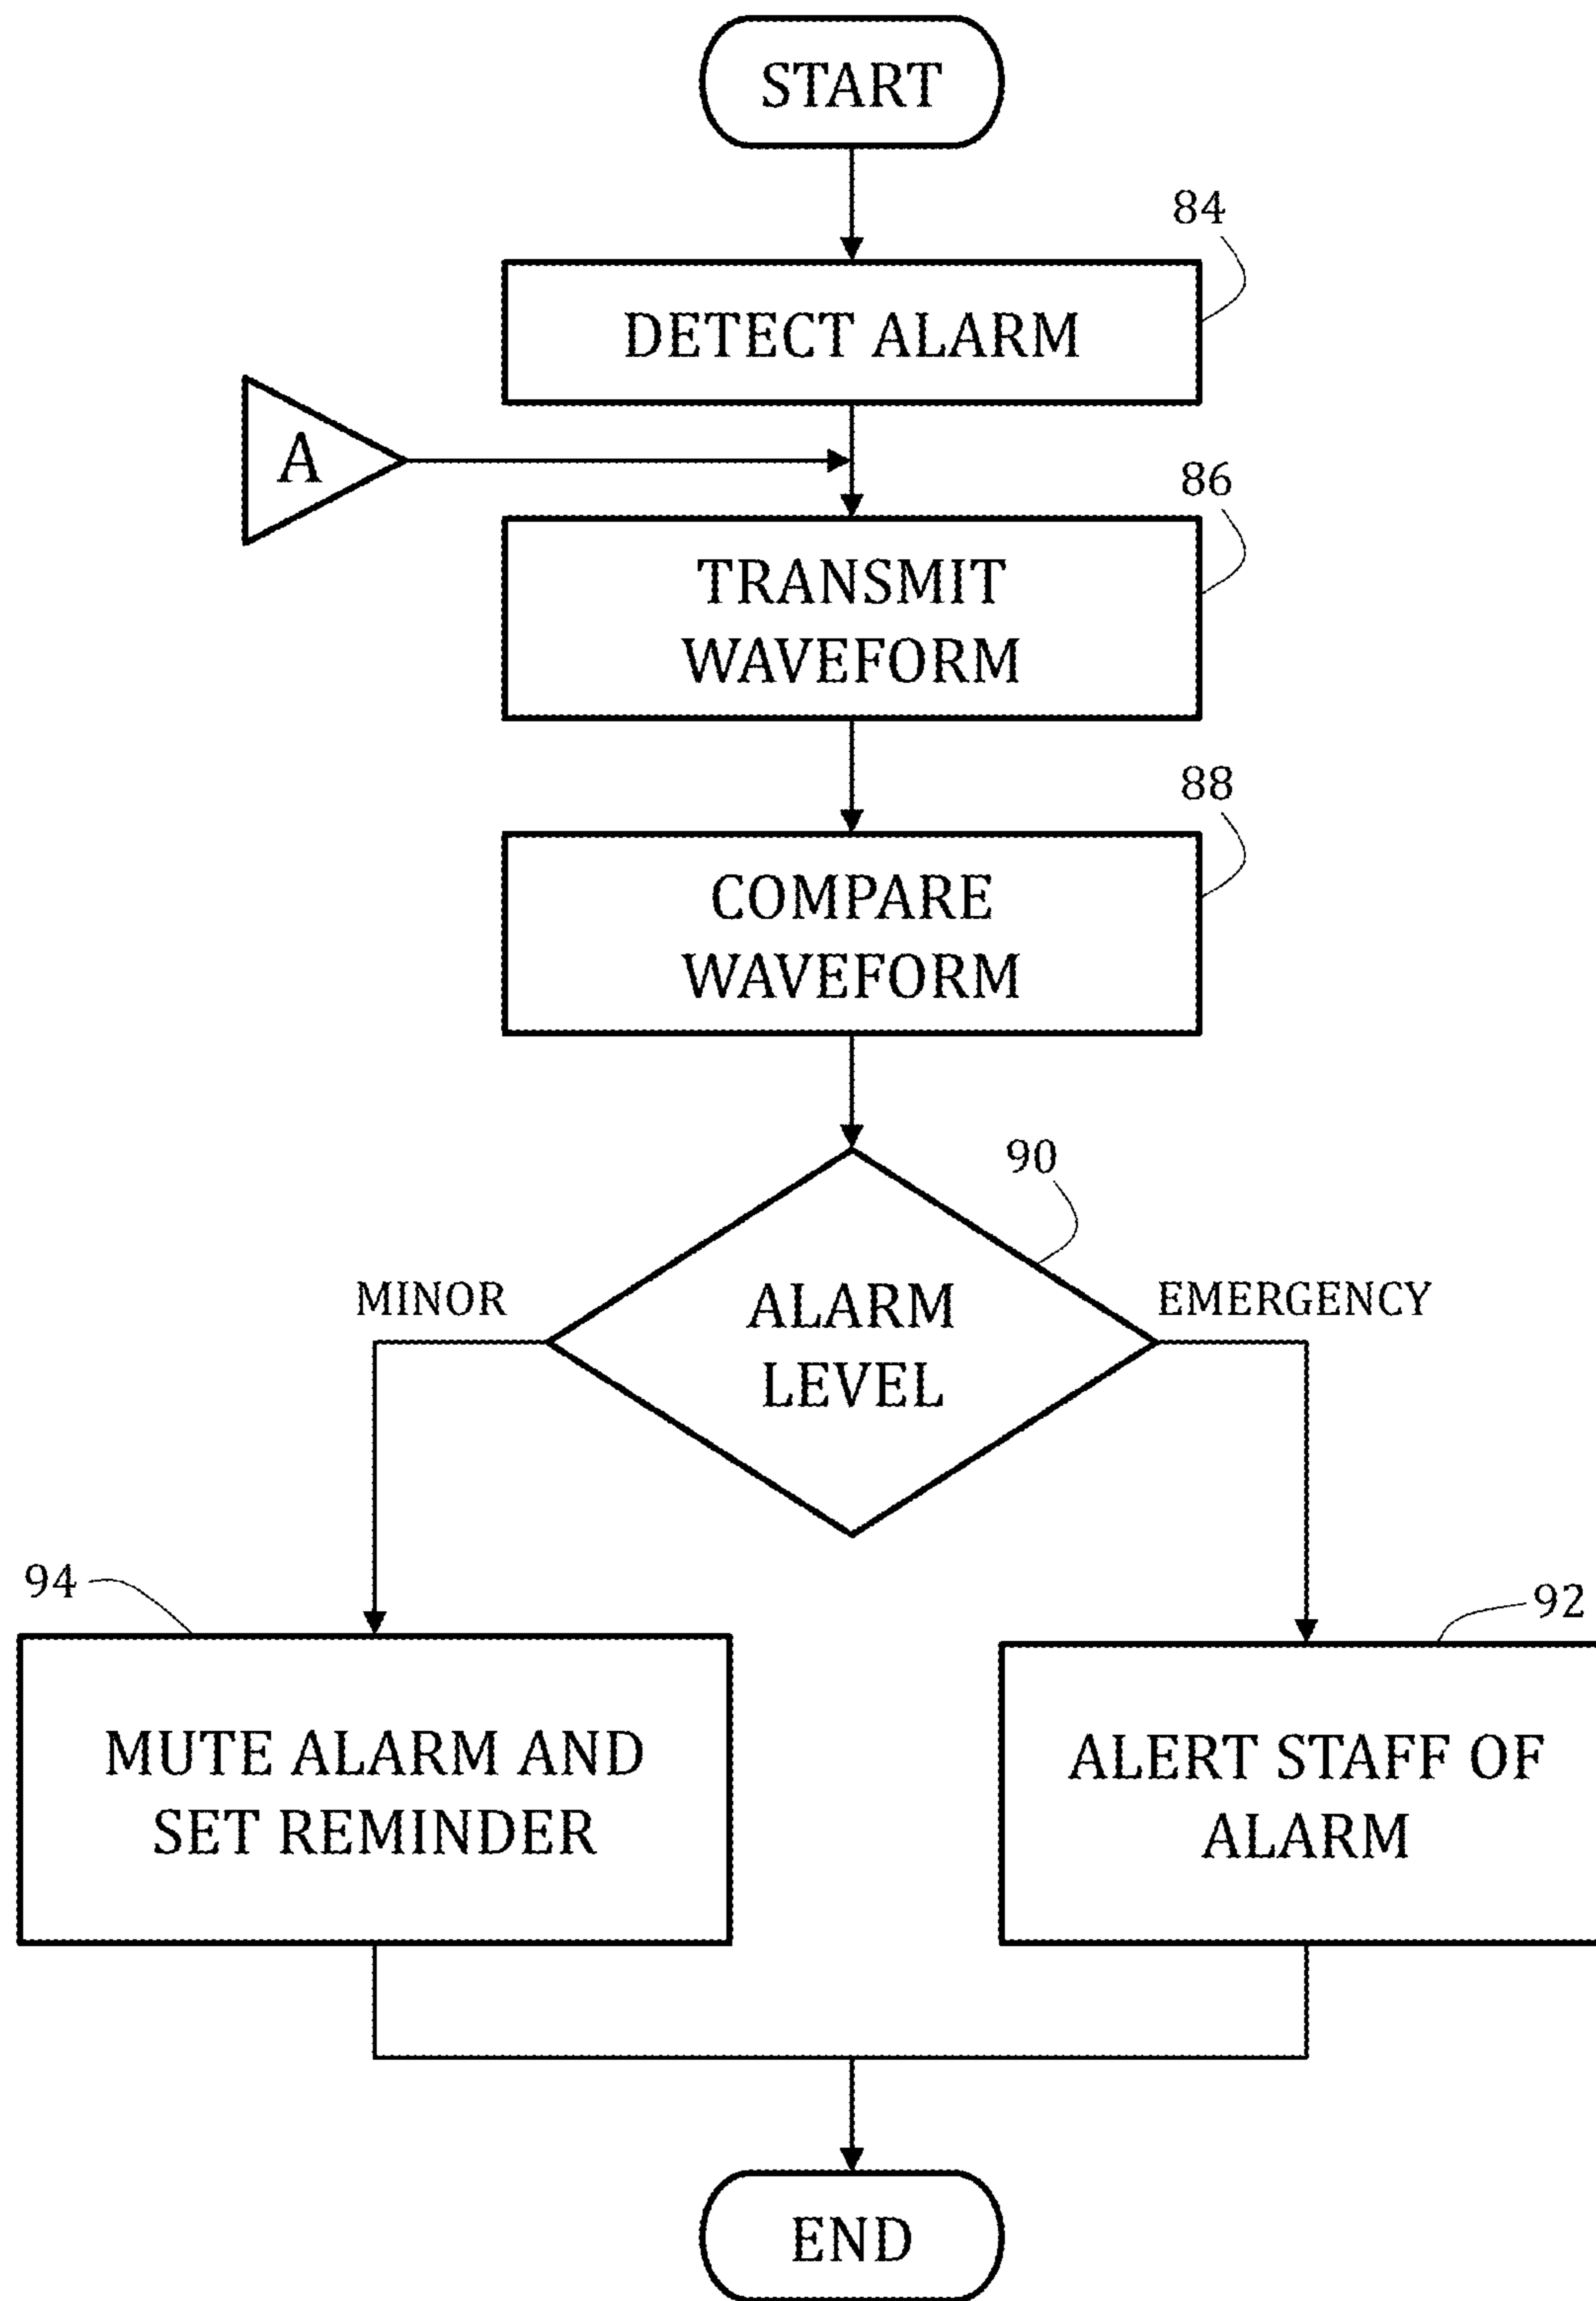 START
84
DETECT ALARM
A
86
TRANSMIT
WAVEFORM
88
COMPARE
WAVEFORM
90
MINOR
ALARM
LEVEL
EMERGENCY
94
92
MUTE ALARM AND
SET REMINDER
ALERT STAFF OF
ALARM
END